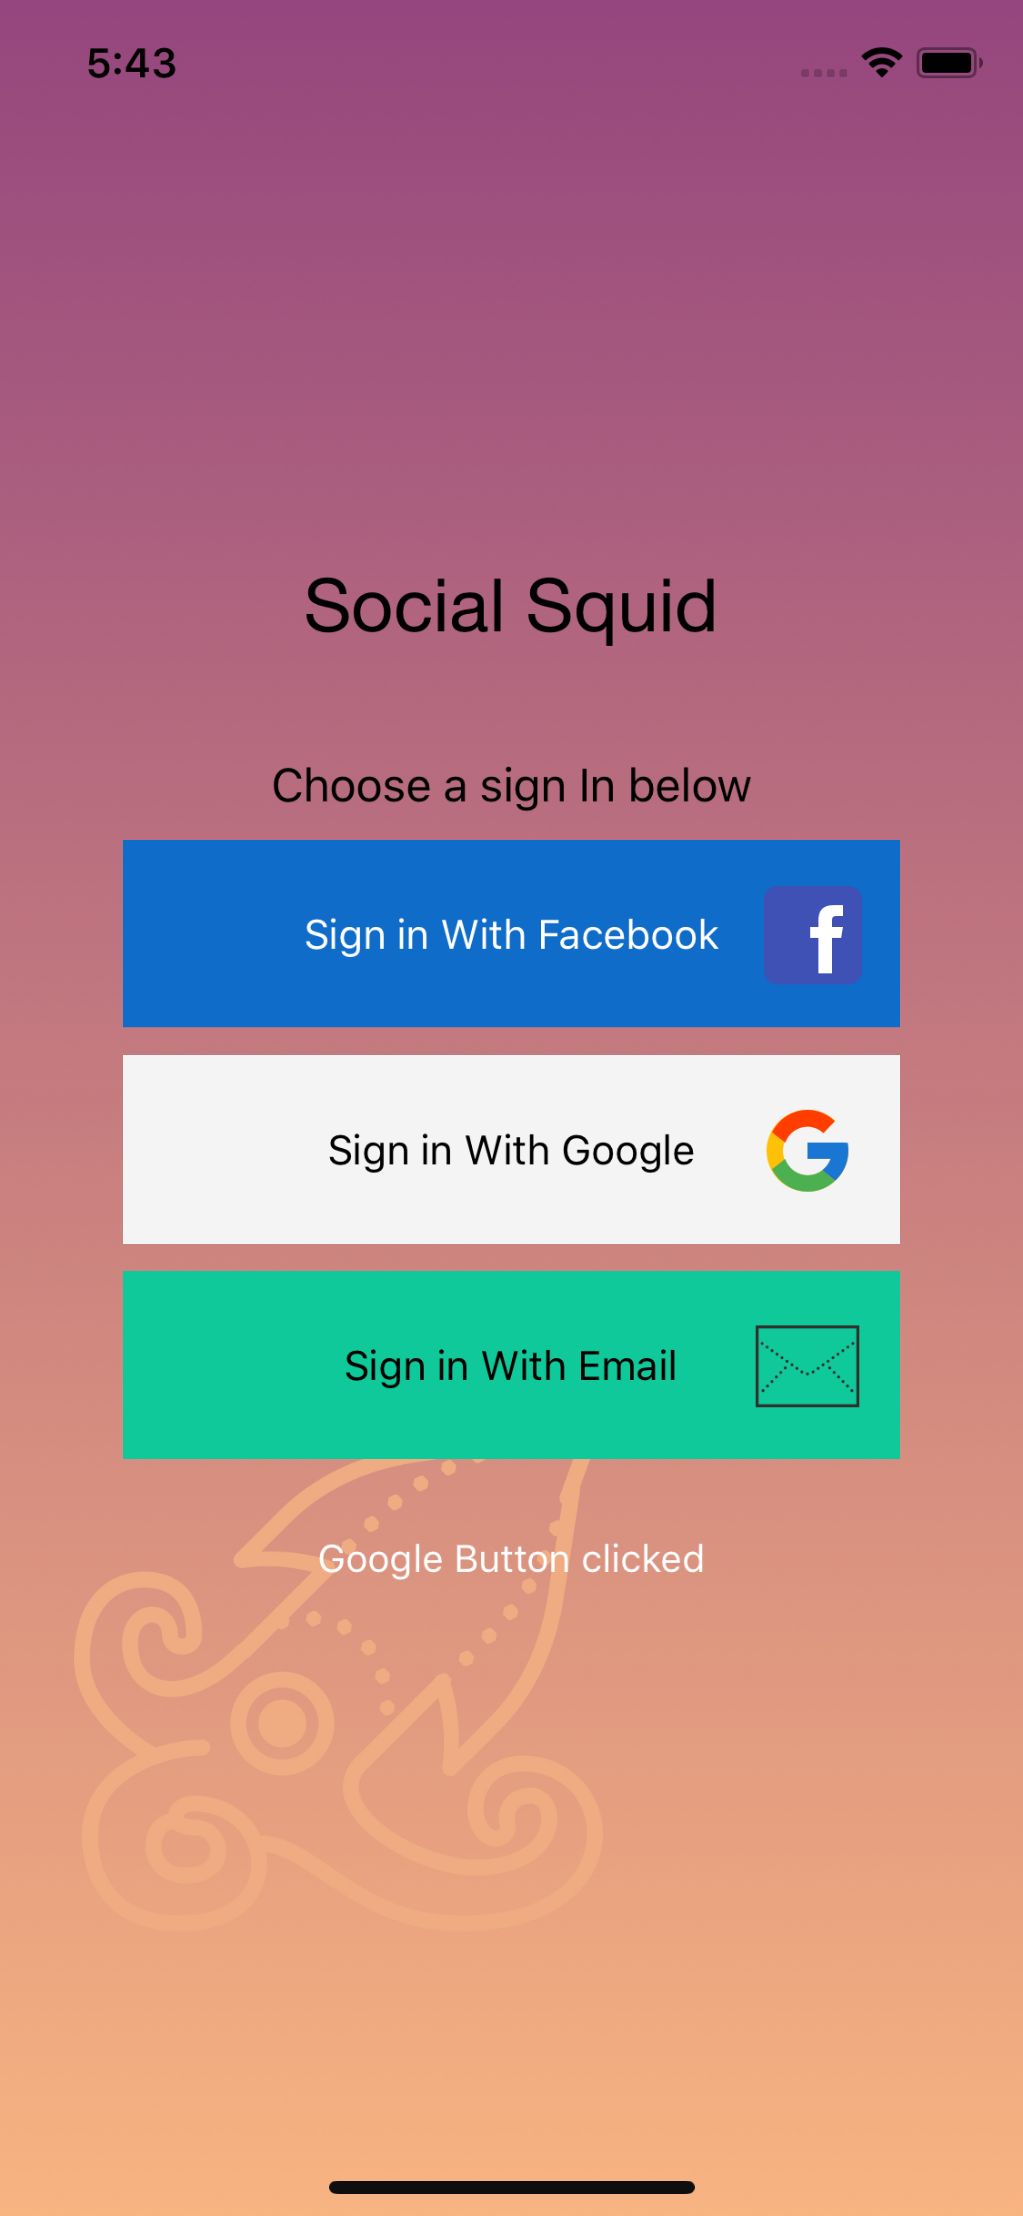 5:43
Social Squid
Choose a sign In below
Sign in With Facebook
Sign in With Google
Sign in With Email
Google Button clicked